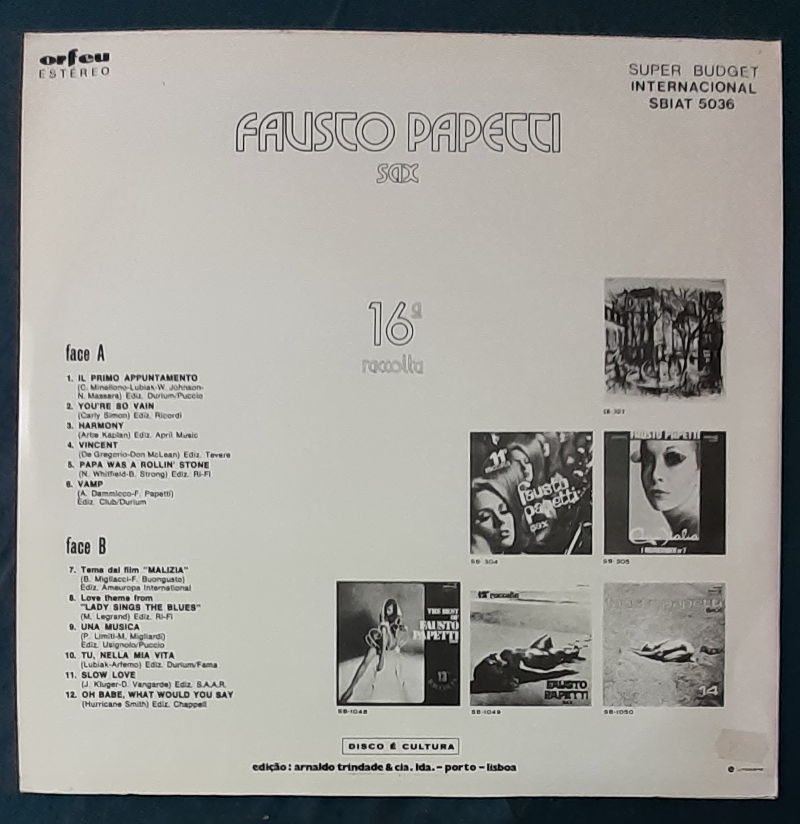 orfeu
ESTÉREO
SUPER BUDGET
INTERNACIONAL
SBIAT 5036
FAUSTO PAPETTI
sax
16ª
raccolta
face A
1. IL PRIMO APPUNTAMENTO
(C. Minellono-Lubiak-W. Johnson-
N. Massara) Ediz. Durium/Puccio
2. YOU'RE SO VAIN
(Carly Simon) Ediz. Ricordi
3. HARMONY
(Artie Kaplan) Ediz. April Music
4. VINCENT
(De Gregorio-Don McLean) Ediz. Tevere
5. PAPA WAS A ROLLIN' STONE
(N. Whitfield-B. Strong) Ediz. Ri-Fi
6. VAMP
(A. Dammicco-F. Papetti)
Ediz. Club/Durium
face B
7. Tema dal film "MALIZIA"
(B. Migliacci-F. Buongusto)
Ediz. Ameuropa International
8. Love theme from
"LADY SINGS THE BLUES"
(M. Legrand) Ediz. Ri-Fi
9. UNA MUSICA
(P. Limiti-M. Migliardi)
Ediz. Usignolo/Puccio
10. TU, NELLA MIA VITA
(Lubiak-Artemo) Ediz. Durium/Fama
11. SLOW LOVE
(J. Kluger-D. Vangarde) Ediz. S.A.A.R.
12. OH BABE, WHAT WOULD YOU SAY
(Hurricane Smith) Ediz. Chappell
11
fausto
papetti
sax
SB-304
FAUSTO PAPETTI
SB-305
THE BEST
OF
FAUSTO
PAPETTI
13
SB-1048
12ª raccolta
FAUSTO
PAPETTI
SAX
SB-1049
fausto papetti
14
SB-1050
DISCO É CULTURA
edição: arnaldo trindade & cia. lda. - porto - lisboa